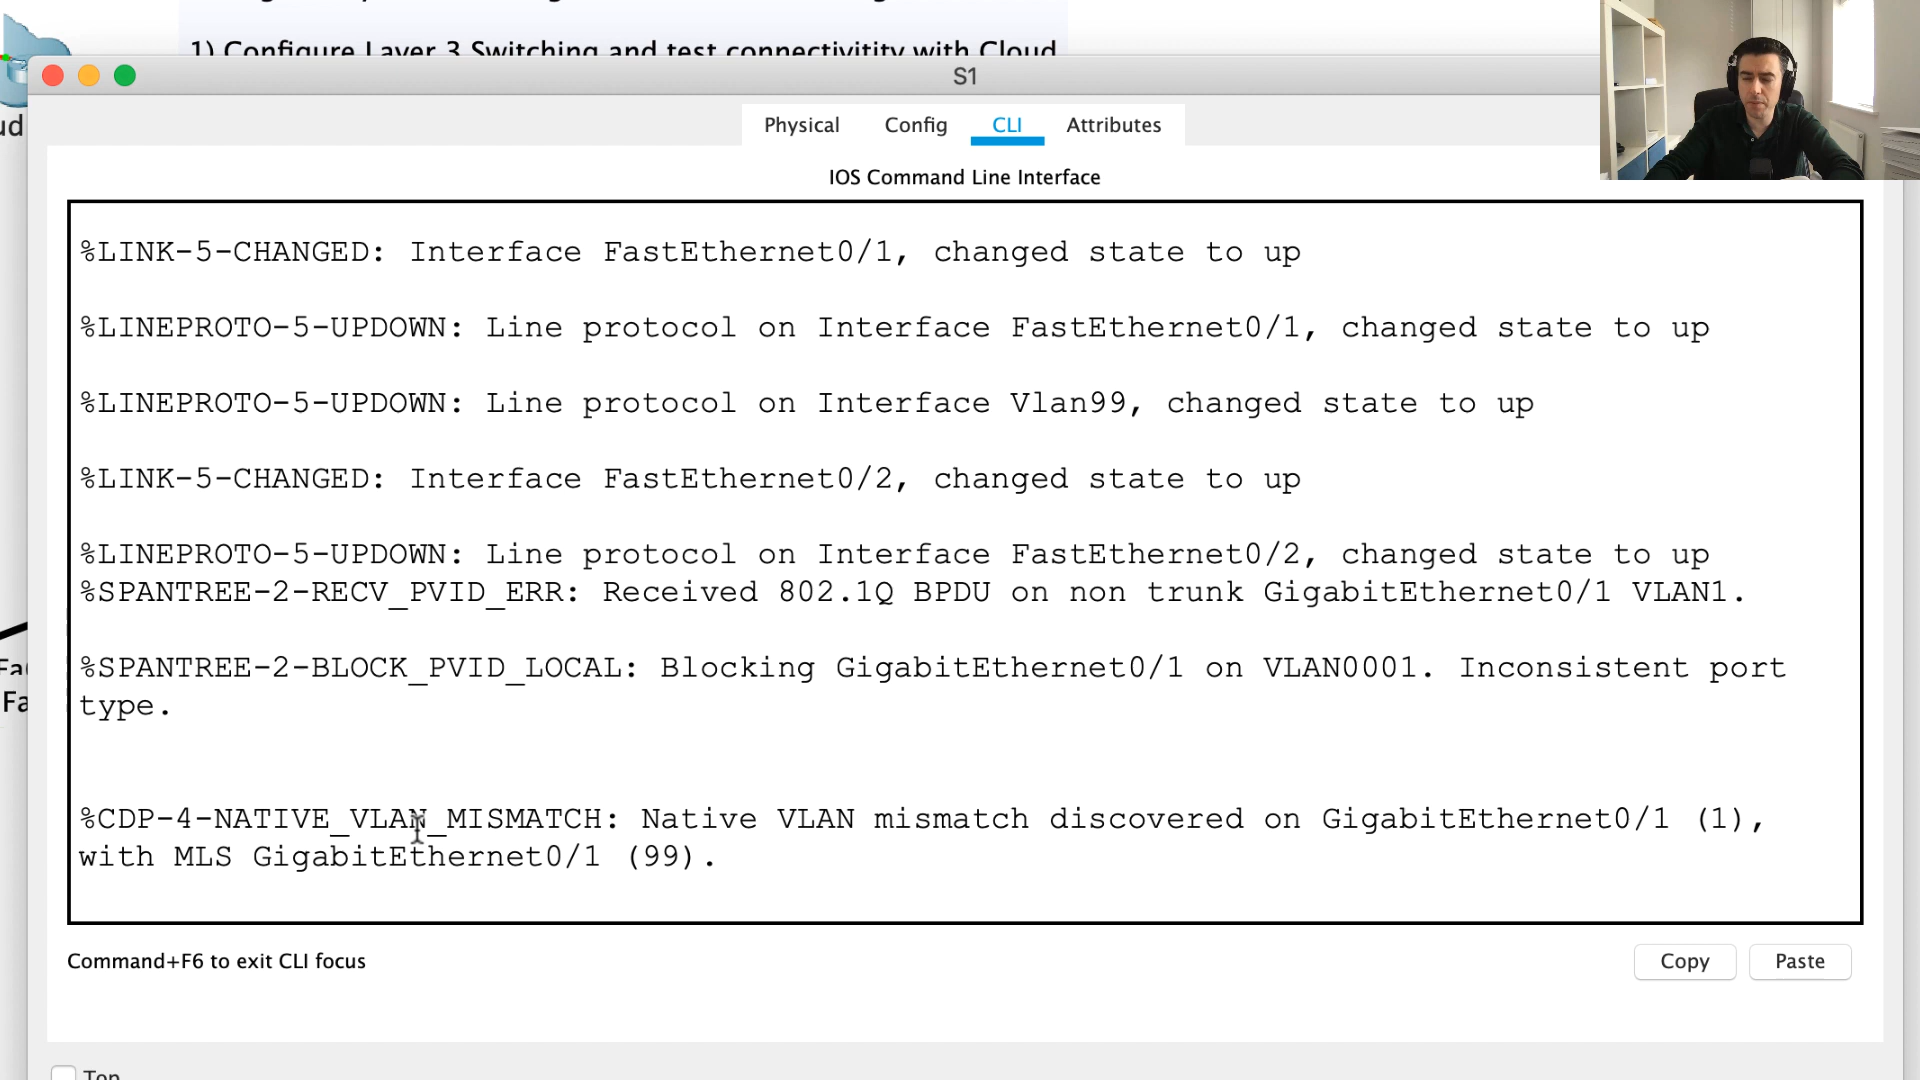 1) Configure Layer 3 Switching and test connectivitity with Cloud
S1
Physical Config CLI Attributes
IOS Command Line Interface
%LINK-5-CHANGED: Interface FastEthernet0/1, changed state to up
%LINEPROTO-5-UPDOWN: Line protocol on Interface FastEthernet0/1, changed state to up
%LINEPROTO-5-UPDOWN: Line protocol on Interface Vlan99, changed state to up
%LINK-5-CHANGED: Interface FastEthernet0/2, changed state to up
%LINEPROTO-5-UPDOWN: Line protocol on Interface FastEthernet0/2, changed state to up
%SPANTREE-2-RECV_PVID_ERR: Received 802.1Q BPDU on non trunk GigabitEthernet0/1 VLAN1.
%SPANTREE-2-BLOCK_PVID_LOCAL: Blocking GigabitEthernet0/1 on VLAN0001. Inconsistent port
type.
%CDP-4-NATIVE_VLAN_MISMATCH: Native VLAN mismatch discovered on GigabitEthernet0/1 (1),
with MLS GigabitEthernet0/1 (99).
Command+F6 to exit CLI focus
Copy Paste
Top